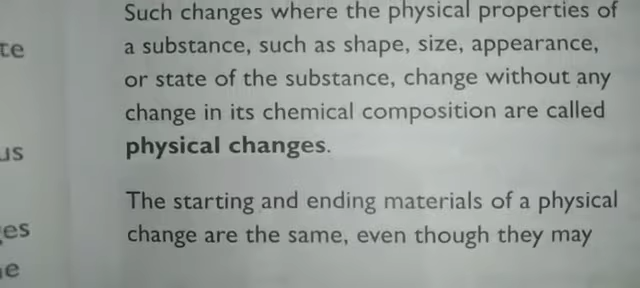 Such changes where the physical properties of
a substance, such as shape, size, appearance,
or state of the substance, change without any
change in its chemical composition are called
physical changes.
The starting and ending materials of a physical
change are the same, even though they may